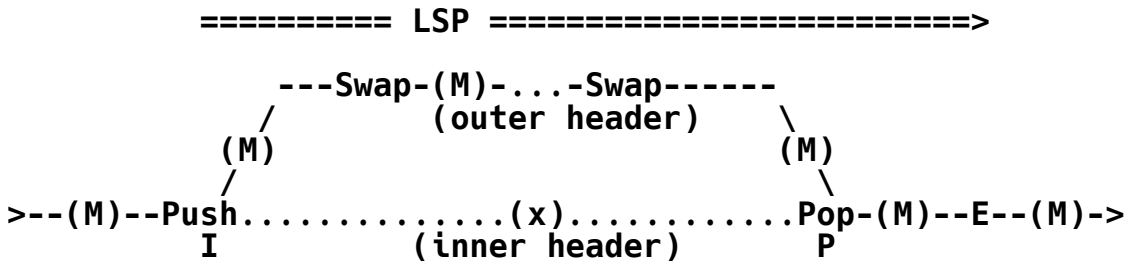 ========== LSP =========================>
---Swap-(M)-...-Swap------
/ (outer header) \
(M) (M)
/ \
>--(M)--Push...............(x).............Pop-(M)--E--(M)->
I (inner header) P